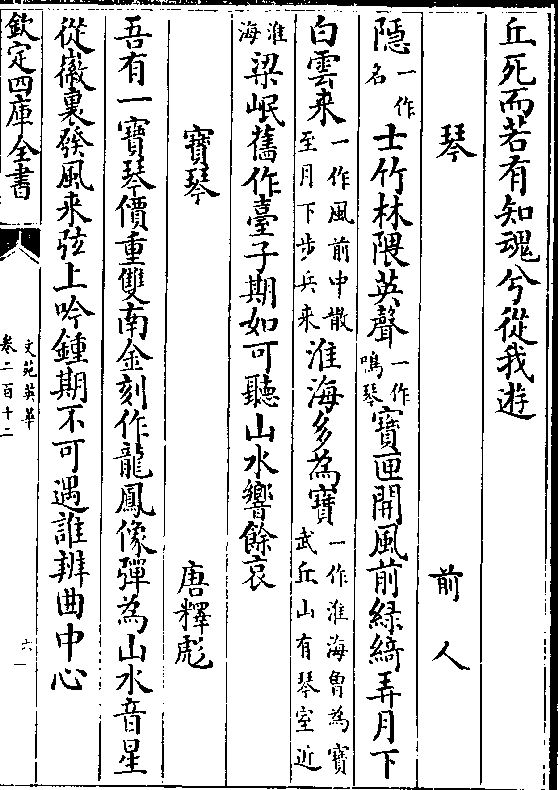 丘死而若有知魂兮從我遊
琴 前人
隱一作名士竹林隈英聲一作鳴琴寳匣開風前緑綺弄月下
白雲来一作風前中散至月下步兵来淮海多為寳一作淮海魯為寳武丘山有琴室近
淮海梁岷舊作臺子期如可聽山水響餘哀
寳琴 唐釋彪
吾有一寳琴價重雙南金刻作龍鳳像彈為山水音星
從徽裏發風来弦上吟鍾期不可遇誰辨曲中心
欽定四庫全書
文苑英華
卷二百十二
六